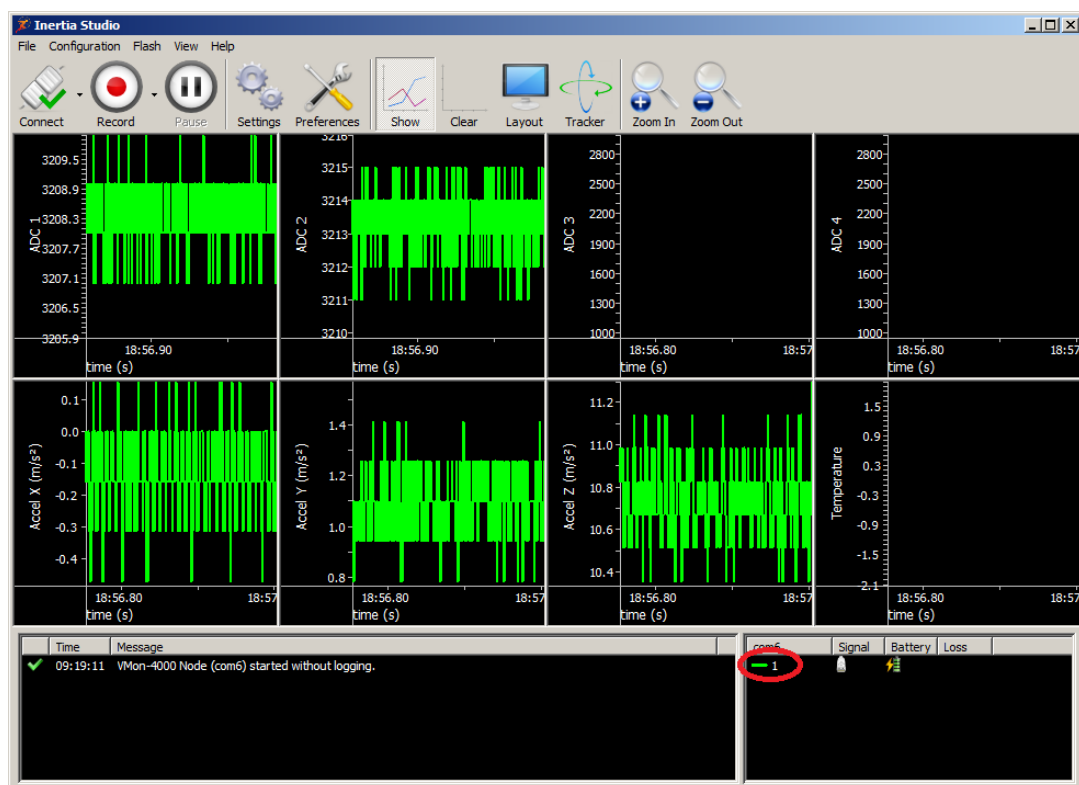 Inertia Studio
File Configuration Flash View Help
Connect Record Pause Settings Preferences Show Clear Layout Tracker Zoom In Zoom Out
ADC 1
3209.5
3208.9
3208.3
3207.7
3207.1
3206.5
3205.9
18:56.90
time (s)
ADC 2
3216
3215
3214
3213
3212
3211
3210
18:56.90
time (s)
ADC 3
2800
2500
2200
1900
1600
1300
1000
18:56.80 18:57
time (s)
ADC 4
2800
2500
2200
1900
1600
1300
1000
18:56.80 18:57
time (s)
Accel X (m/s²)
0.1
0.0
-0.1
-0.2
-0.3
-0.4
18:56.80 18:57
time (s)
Accel Y (m/s²)
1.4
1.2
1.0
0.8
18:56.80 18:57
time (s)
Accel Z (m/s²)
11.2
11.0
10.8
10.6
10.4
18:56.80 18:57
time (s)
Temperature
1.5
0.9
0.3
-0.3
-0.9
-1.5
-2.1
18:56.80 18:57
time (s)
Time Message
09:19:11 VMon-4000 Node (com6) started without logging.
com6 Signal Battery Loss
1